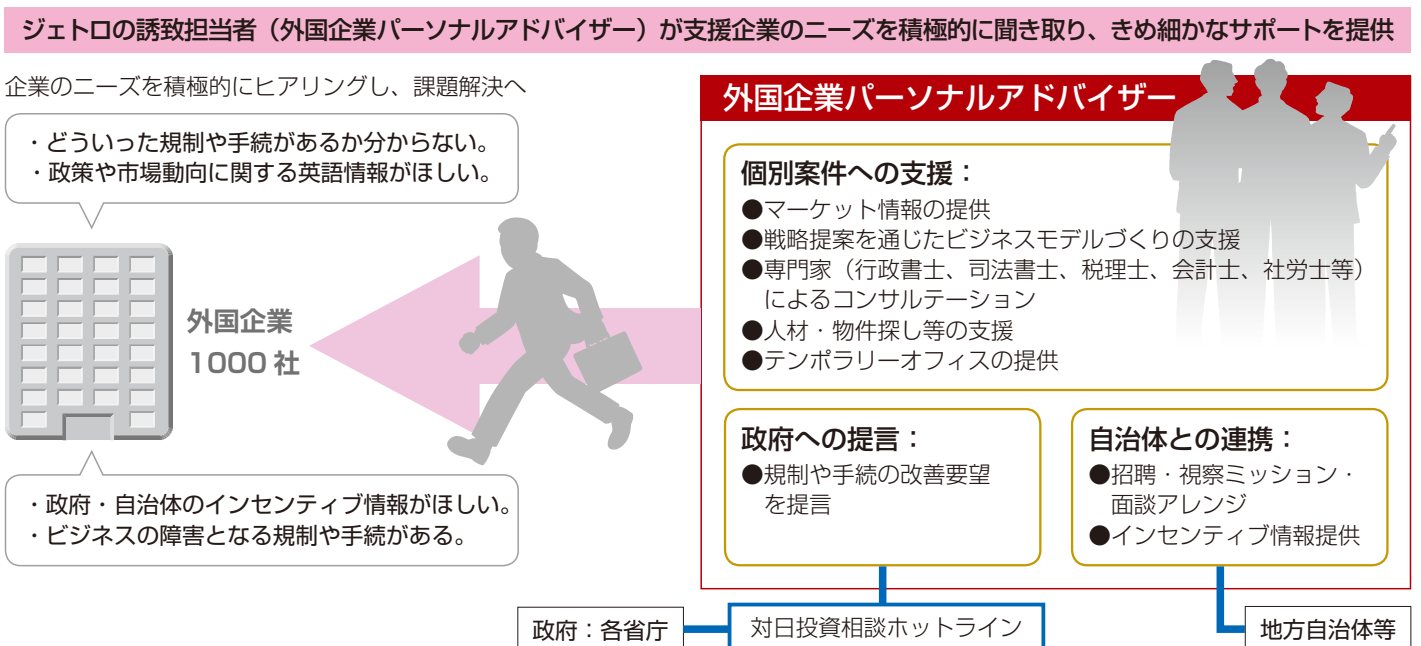 ジェトロの誘致担当者（外国企業パーソナルアドバイザー）が支援企業のニーズを積極的に聞き取り、きめ細かなサポートを提供
企業のニーズを積極的にヒアリングし、課題解決へ
・どういった規制や手続があるか分からない。
・政策や市場動向に関する英語情報がほしい。
外国企業
1000 社
・政府・自治体のインセンティブ情報がほしい。
・ビジネスの障害となる規制や手続がある。
外国企業パーソナルアドバイザー
個別案件への支援：
●マーケット情報の提供
●戦略提案を通じたビジネスモデルづくりの支援
●専門家（行政書士、司法書士、税理士、会計士、社労士等）
によるコンサルテーション
●人材・物件探し等の支援
●テンポラリーオフィスの提供
政府への提言：
●規制や手続の改善要望
を提言
自治体との連携：
●招聘・視察ミッション・
面談アレンジ
●インセンティブ情報提供
政府：各省庁
対日投資相談ホットライン
地方自治体等